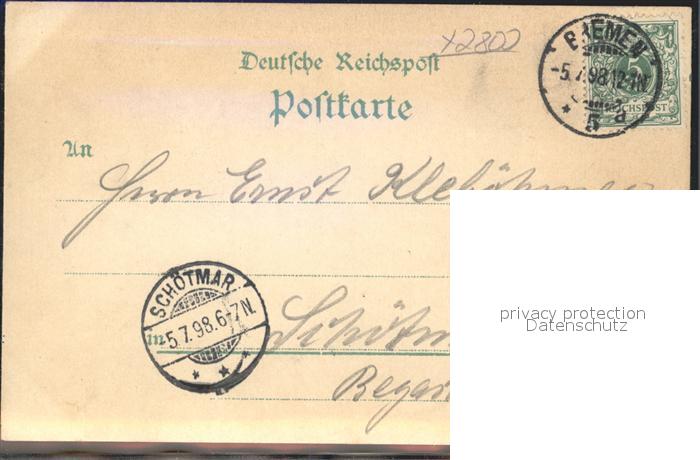 x2800
Deutsche Reichspost
Postkarte
BREMEN
-5.7.98.12-1N.
* 5 d
REICHSPOST
An
Herrn Ernst
SCHÖTMAR
5.7.98.6-7N.
* *
in
privacy protection
Datenschutz